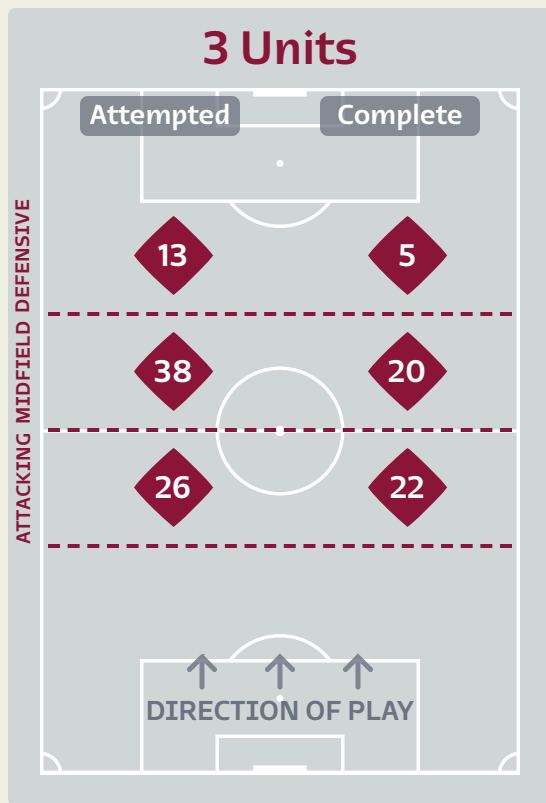 3 Units
Attempted Complete
ATTACKING MIDFIELD DEFENSIVE
13 5
38 20
26 22
DIRECTION OF PLAY